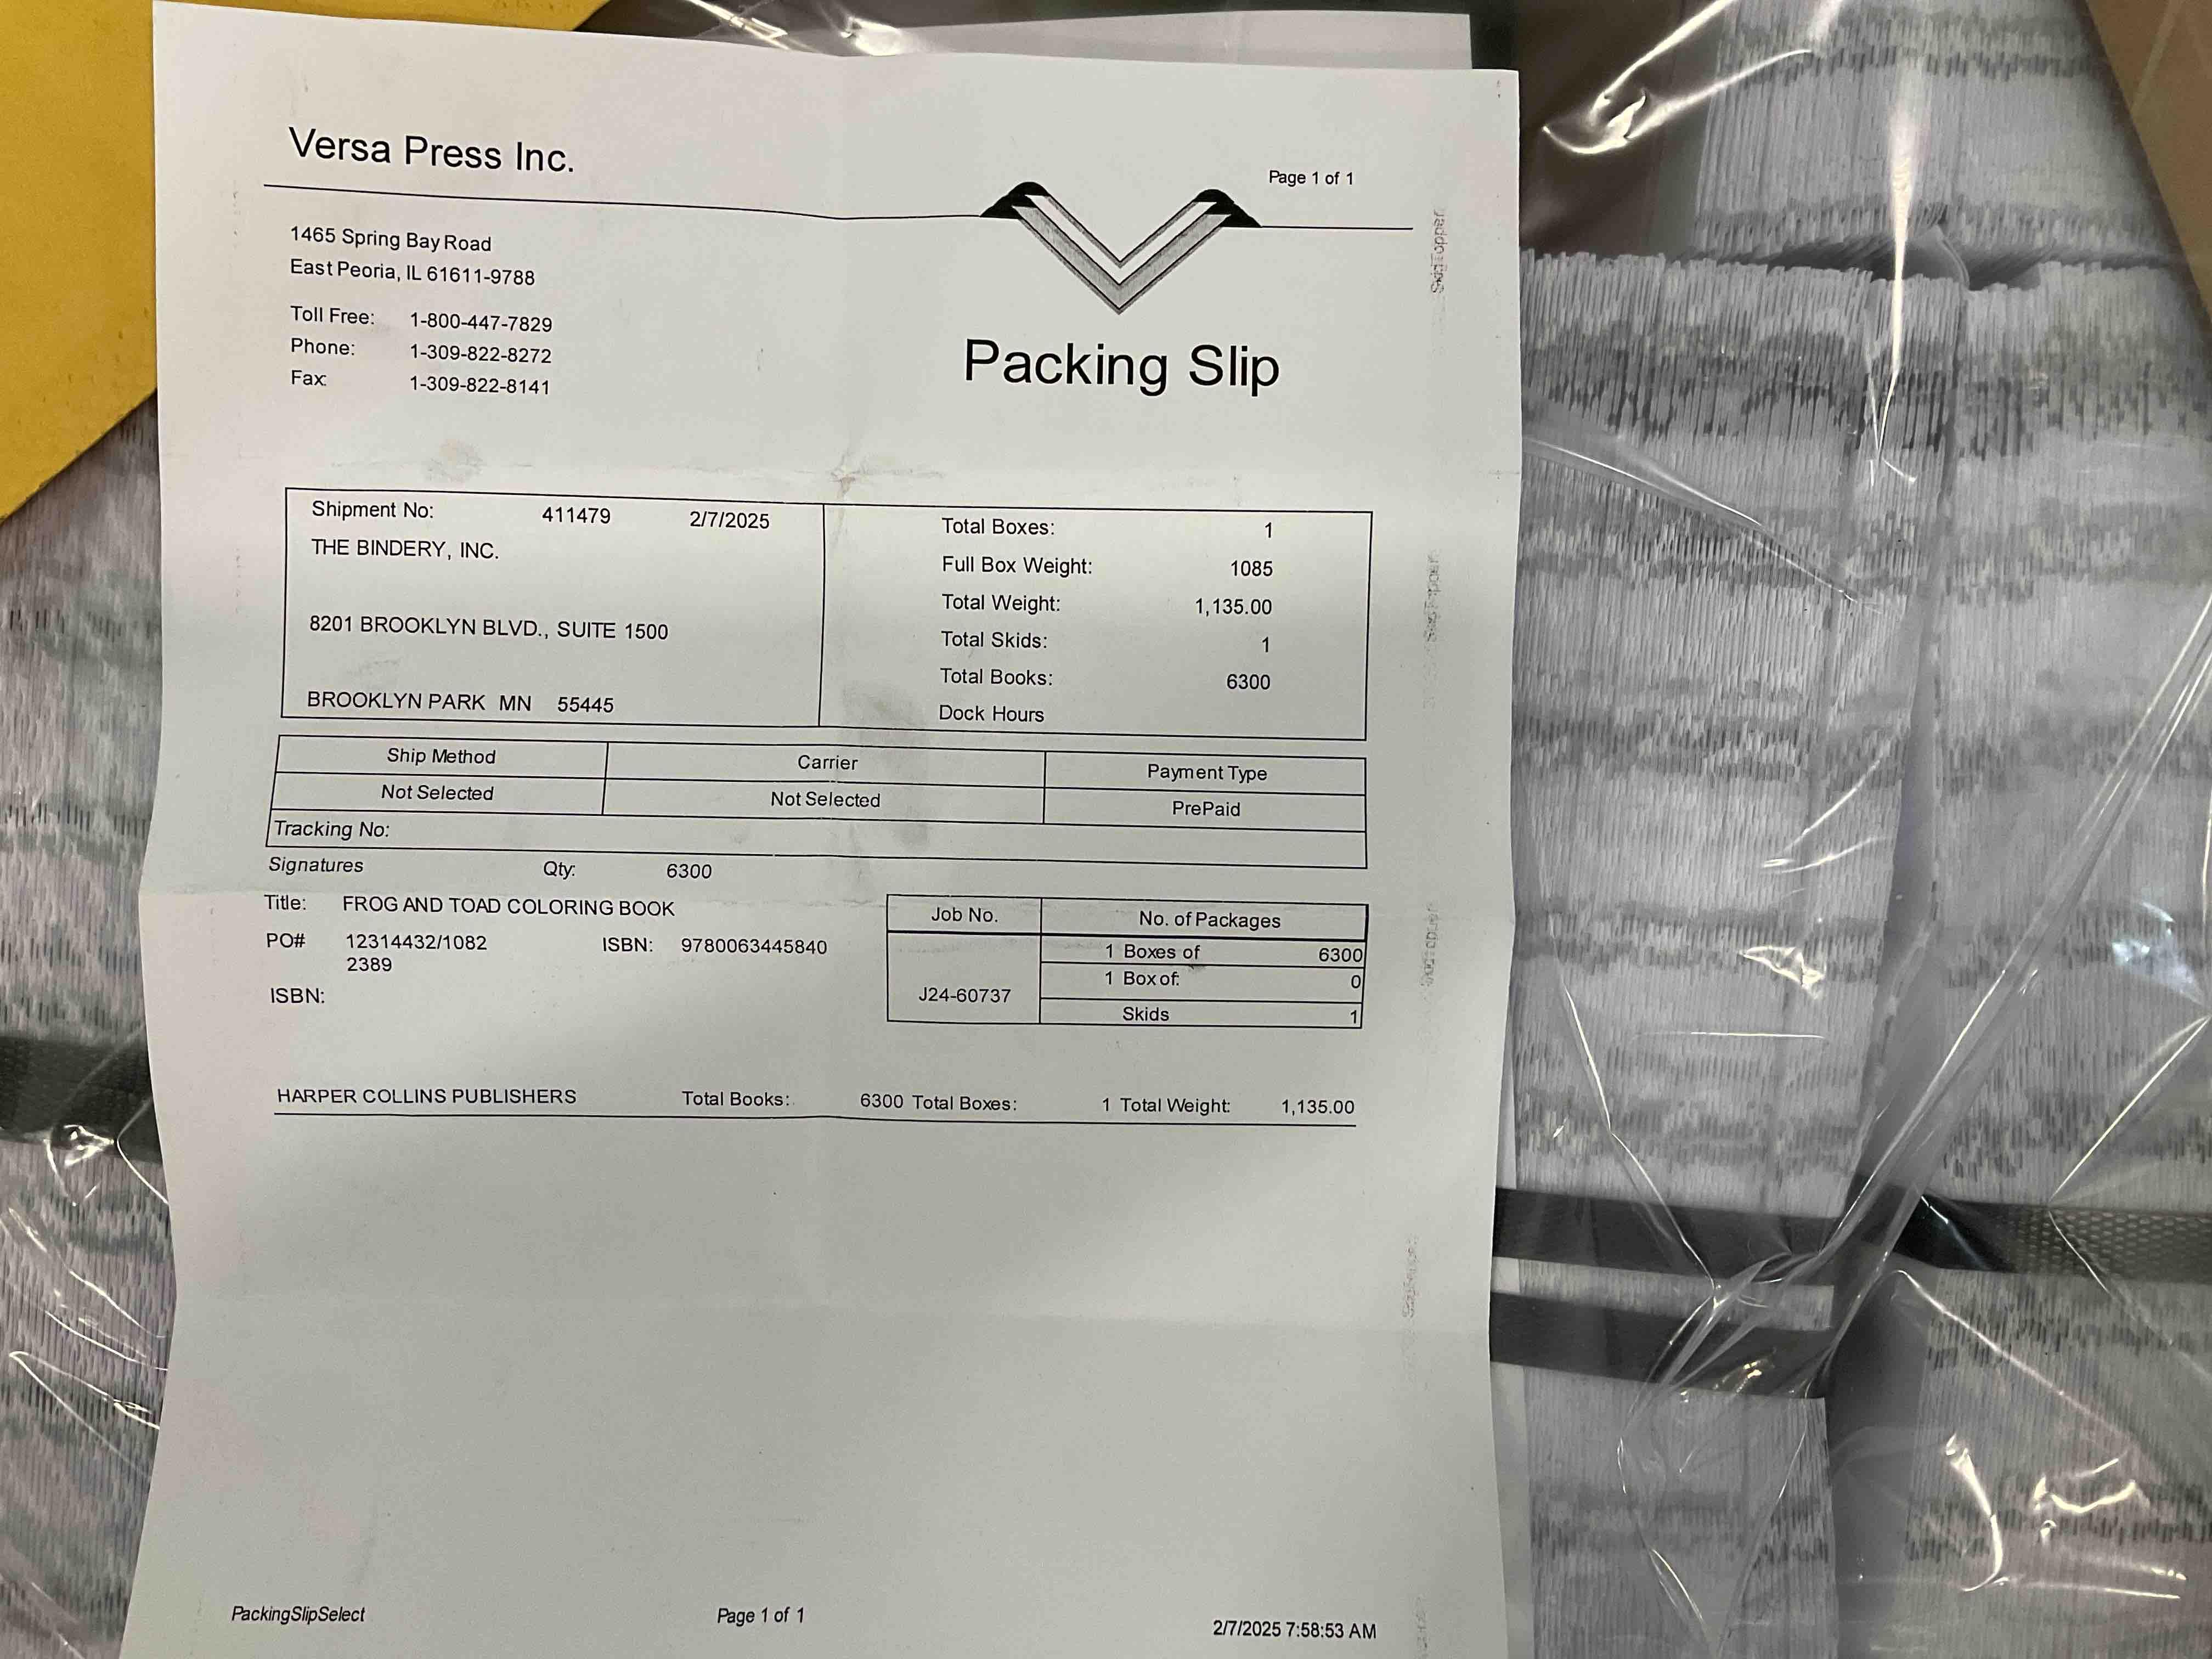 Versa Press Inc.
Page 1 of 1
1465 Spring Bay Road
East Peoria, IL 61611-9788
Toll Free: 1-800-447-7829
Phone: 1-309-822-8272
Fax: 1-309-822-8141
Packing Slip
Shipment No: 411479 2/7/2025
THE BINDERY, INC.
8201 BROOKLYN BLVD., SUITE 1500
BROOKLYN PARK MN 55445
Total Boxes: 1
Full Box Weight: 1085
Total Weight: 1,135.00
Total Skids: 1
Total Books: 6300
Dock Hours
Ship Method Carrier Payment Type
Not Selected Not Selected PrePaid
Tracking No:
Signatures Qty: 6300
Title: FROG AND TOAD COLORING BOOK
PO# 12314432/1082 ISBN: 9780063445840
2389
ISBN:
Job No. No. of Packages
1 Boxes of 6300
1 Box of: 0
J24-60737
Skids 1
HARPER COLLINS PUBLISHERS Total Books: 6300 Total Boxes: 1 Total Weight: 1,135.00
PackingSlipSelect Page 1 of 1 2/7/2025 7:58:53 AM